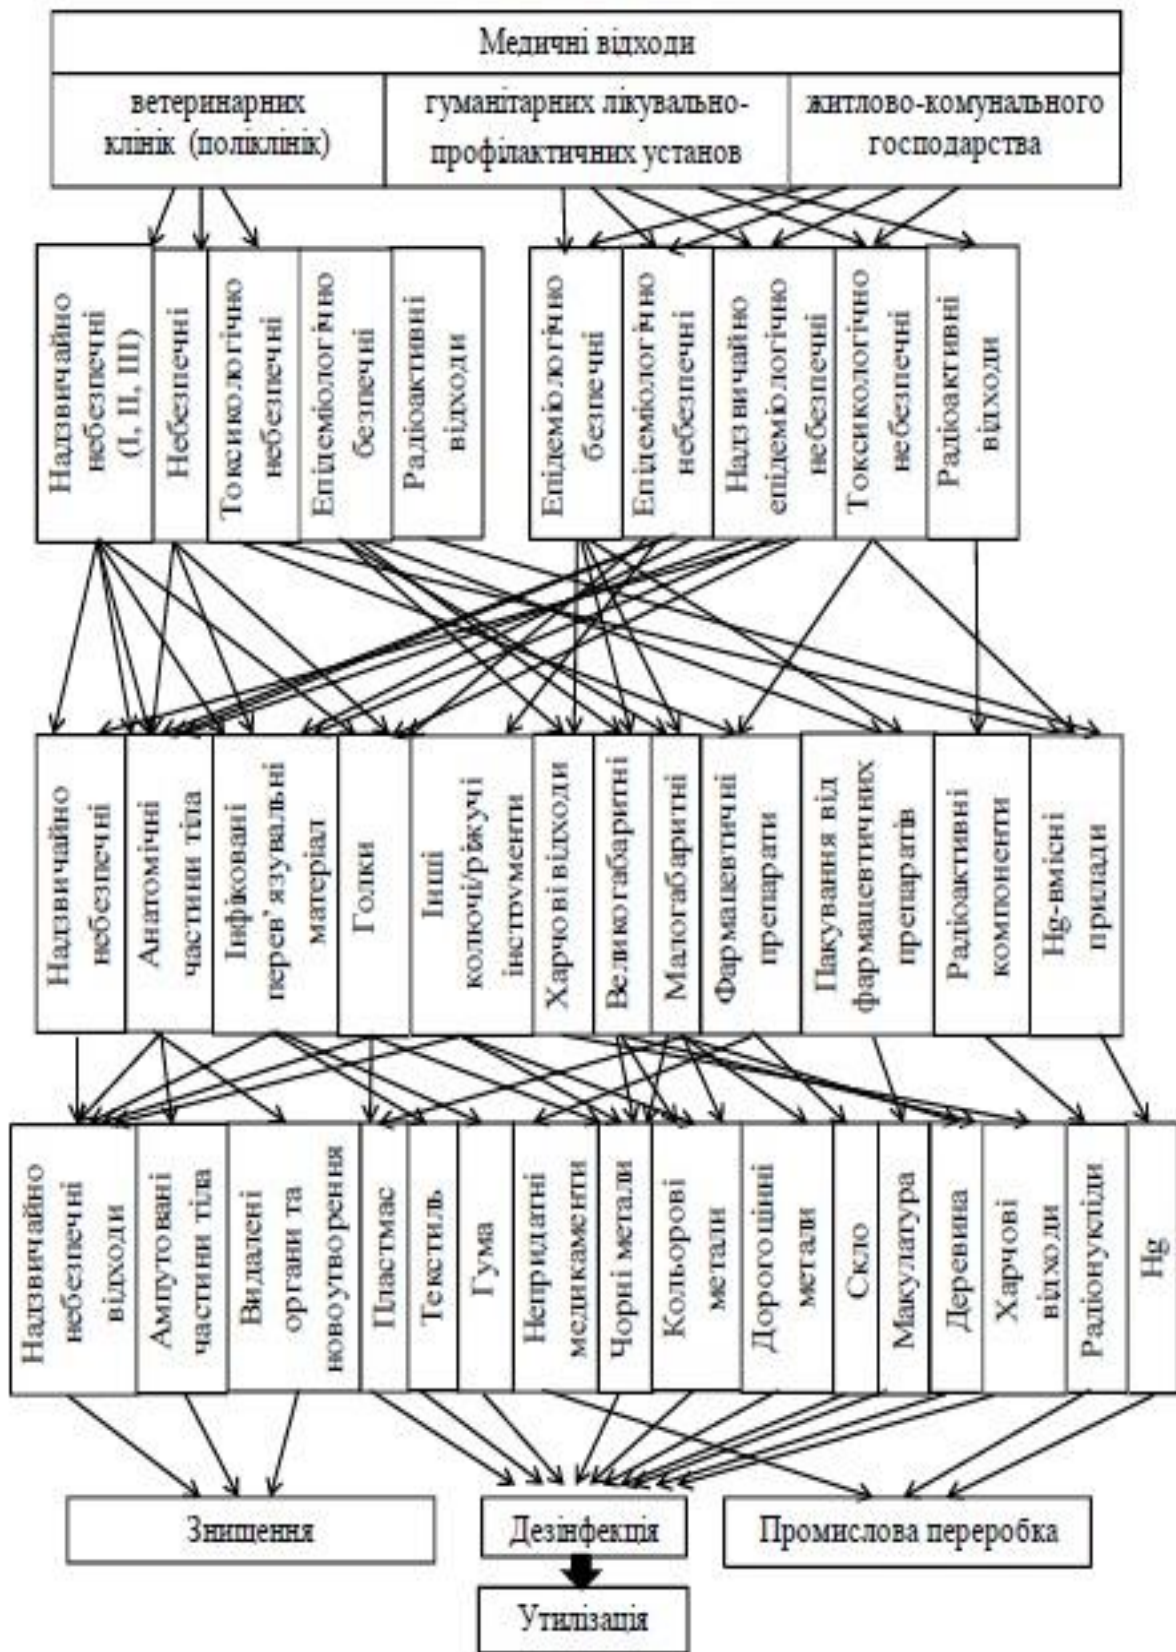 Медичні відходи
ветеринарних
клінік (поліклінік)
гуманітарних лікувально-
профілактичних установ
житлово-комунального
господарства
Надзвичайно
небезпечні
(I, II, III)
Небезпечні
Токсикологічно
небезпечні
Епідеміологічно
безпечні
Радіоактивні
відходи
Епідеміологічно
безпечні
Епідеміологічно
небезпечні
Надзвичайно
епідеміологічно
небезпечні
Токсикологічно
небезпечні
Радіоактивні
відходи
Надзвичайно
небезпечні
Анатомічні
частини тіла
Інфіковані
перев'язувальні
матеріал
Голки
Інші
колючі/ріжучі
інструменти
Харчові відходи
Великогабаритні
Малогабаритні
Фармацевтичні
препарати
Пакування від
фармацевтичних
препаратів
Радіоактивні
компоненти
Hg-вмісні
прилади
Надзвичайно
небезпечні
відходи
Ампутовані
частини тіла
Видалені
органи та
новоутворення
Пластмас
Текстиль
Гума
Непридатні
медикаменти
Чорні метали
Кольорові
метали
Дорогоцінні
метали
Скло
Макулатура
Деревина
Харчові
відходи
Радіонукліди
Hg
Знищення
Дезінфекція
Промислова переробка
Утилізація